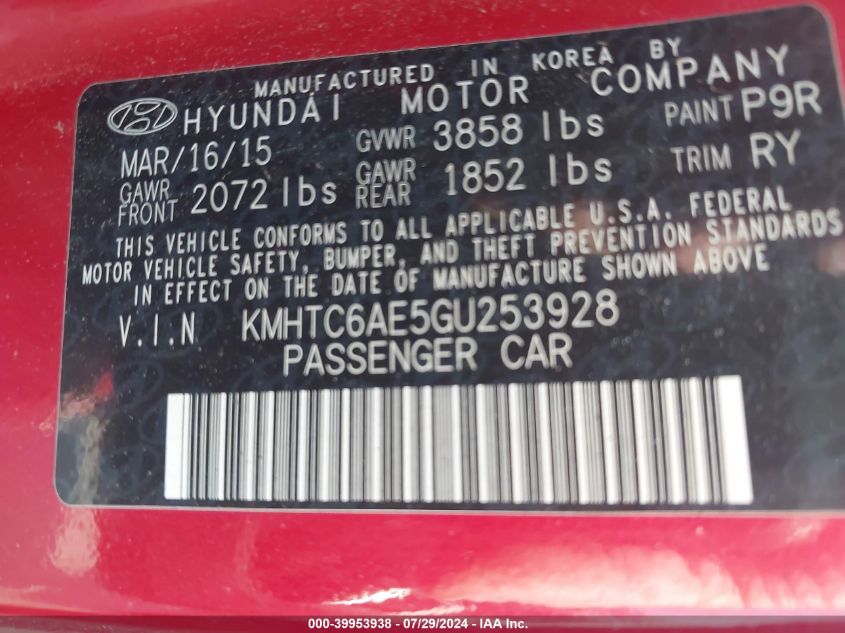 MANUFACTURED IN KOREA BY
HYUNDAI MOTOR COMPANY
MAR/16/15 GVWR 3858 lbs PAINT P9R
GAWR FRONT 2072 lbs GAWR REAR 1852 lbs TRIM RY
THIS VEHICLE CONFORMS TO ALL APPLICABLE U.S.A. FEDERAL
MOTOR VEHICLE SAFETY, BUMPER, AND THEFT PREVENTION STANDARDS
IN EFFECT ON THE DATE OF MANUFACTURE SHOWN ABOVE
V.I.N KMHTC6AE5GU253928
PASSENGER CAR
000-39953938 - 07/29/2024 - IAA Inc.